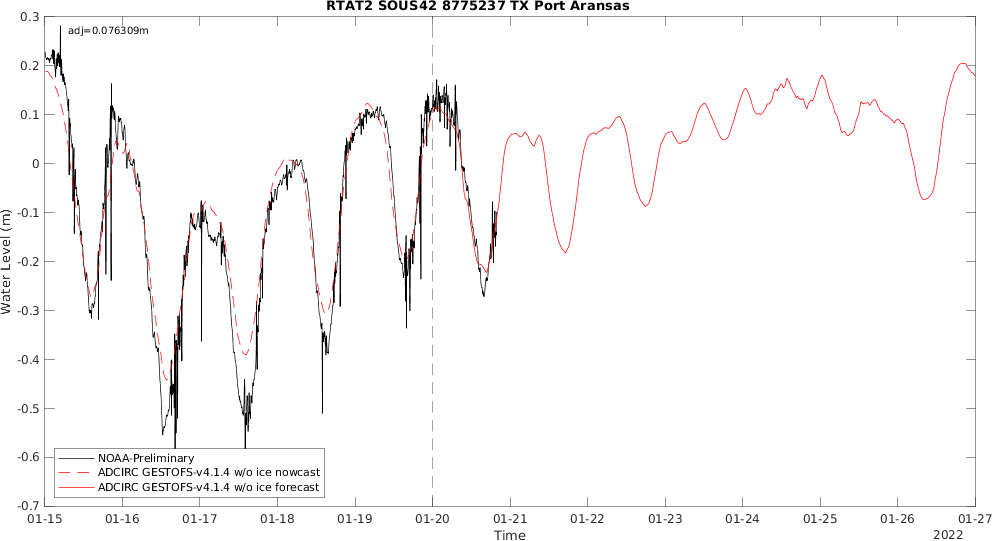 RTAT2 SOUS42 8775237 TX Port Aransas
adj=0.076309m
0.3
0.2
0.1
0
-0.1
-0.2
-0.3
-0.4
-0.5
-0.6
-0.7
Water Level (m)
NOAA-Preliminary
ADCIRC GESTOFS-v4.1.4 w/o ice nowcast
ADCIRC GESTOFS-v4.1.4 w/o ice forecast
01-15 01-16 01-17 01-18 01-19 01-20 01-21 01-22 01-23 01-24 01-25 01-26 01-27
Time
2022